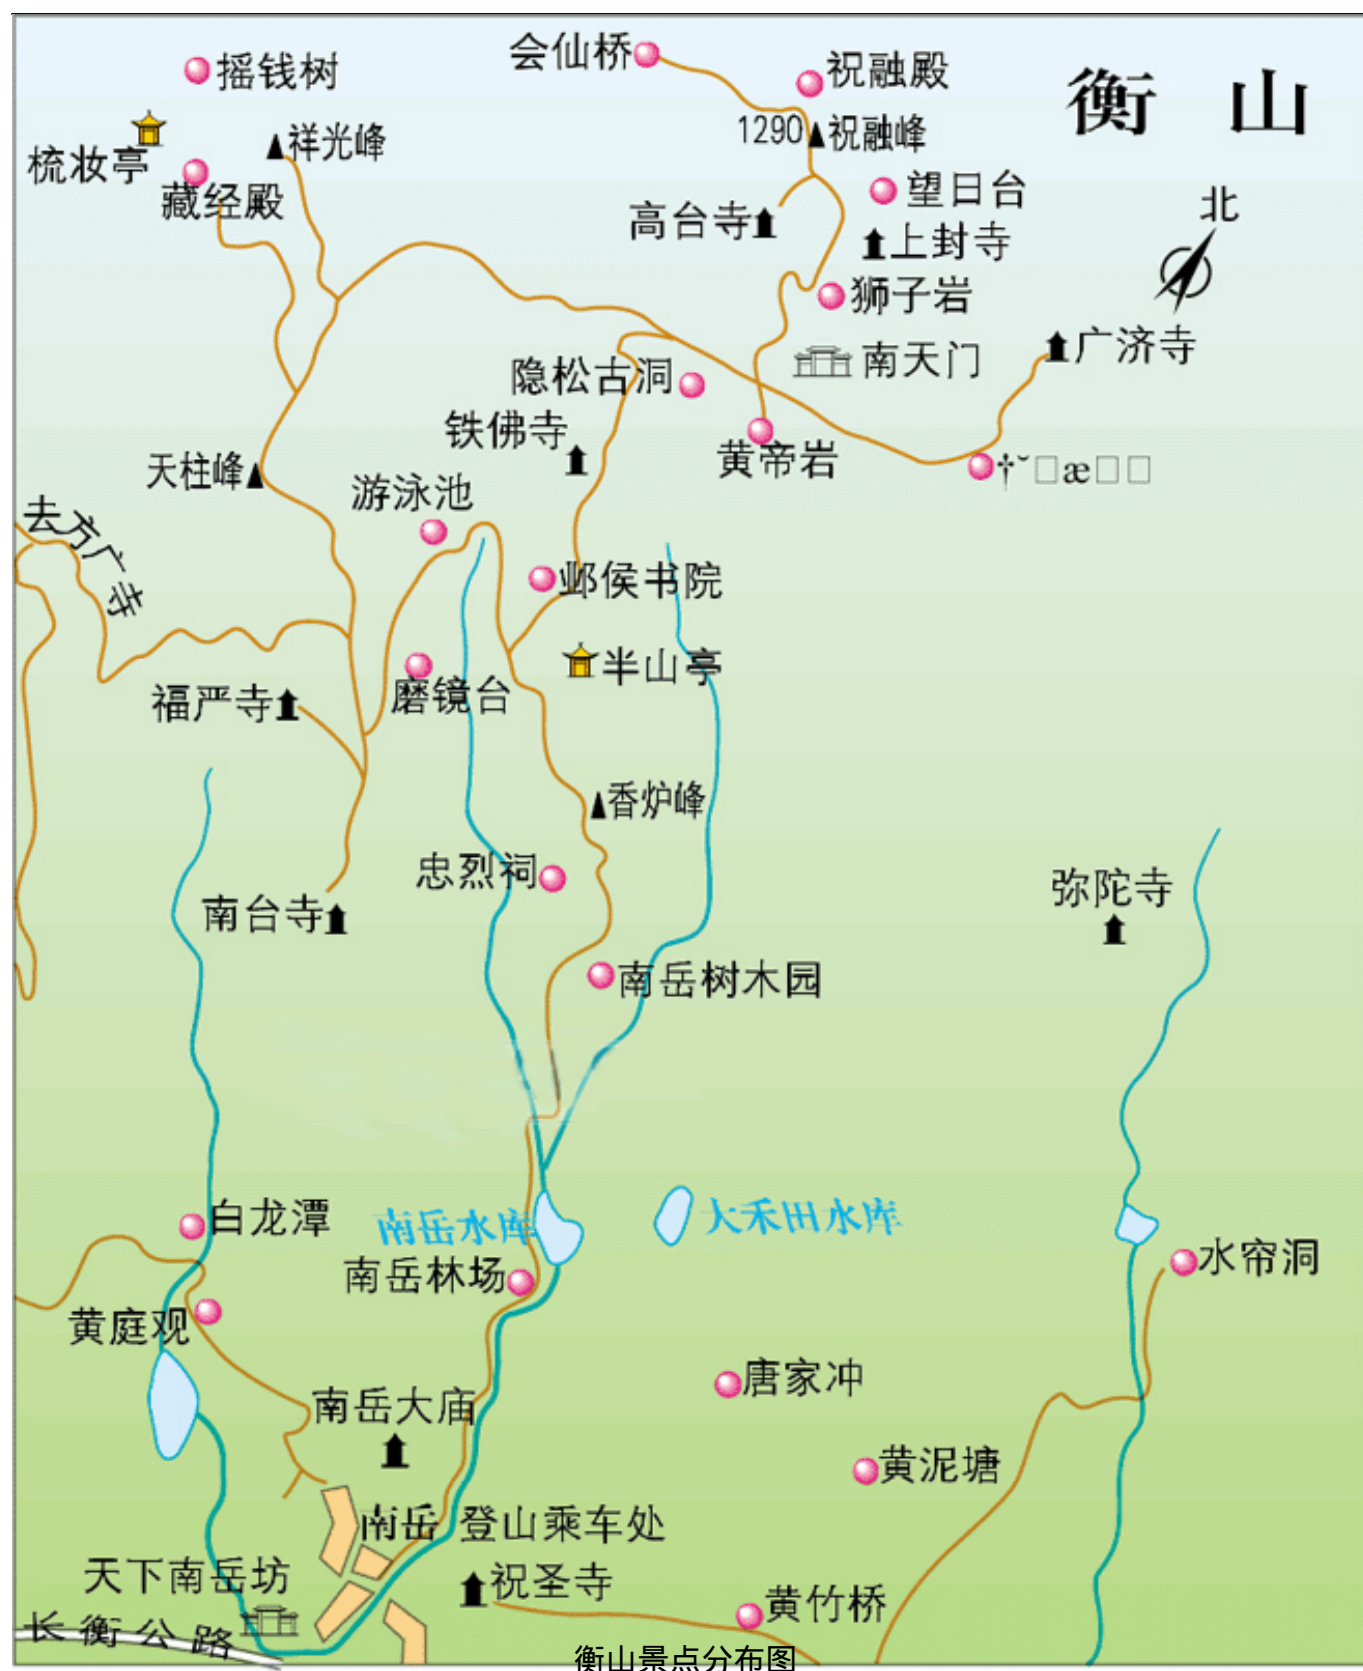 衡 山
会仙桥
摇钱树
祝融殿
1290
祝融峰
祥光峰
梳妆亭
藏经殿
望日台
北
高台寺
上封寺
狮子岩
广济寺
南天门
隐松古洞
铁佛寺
黄帝岩
†˘□æ□□
天柱峰
游泳池
去方广寺
邺侯书院
半山亭
磨镜台
福严寺
香炉峰
忠烈祠
弥陀寺
南台寺
南岳树木园
白龙潭
南岳水库
大禾田水库
水帘洞
南岳林场
黄庭观
唐家冲
南岳大庙
黄泥塘
南岳
登山乘车处
天下南岳坊
祝圣寺
黄竹桥
长衡公路
衡山景点分布图